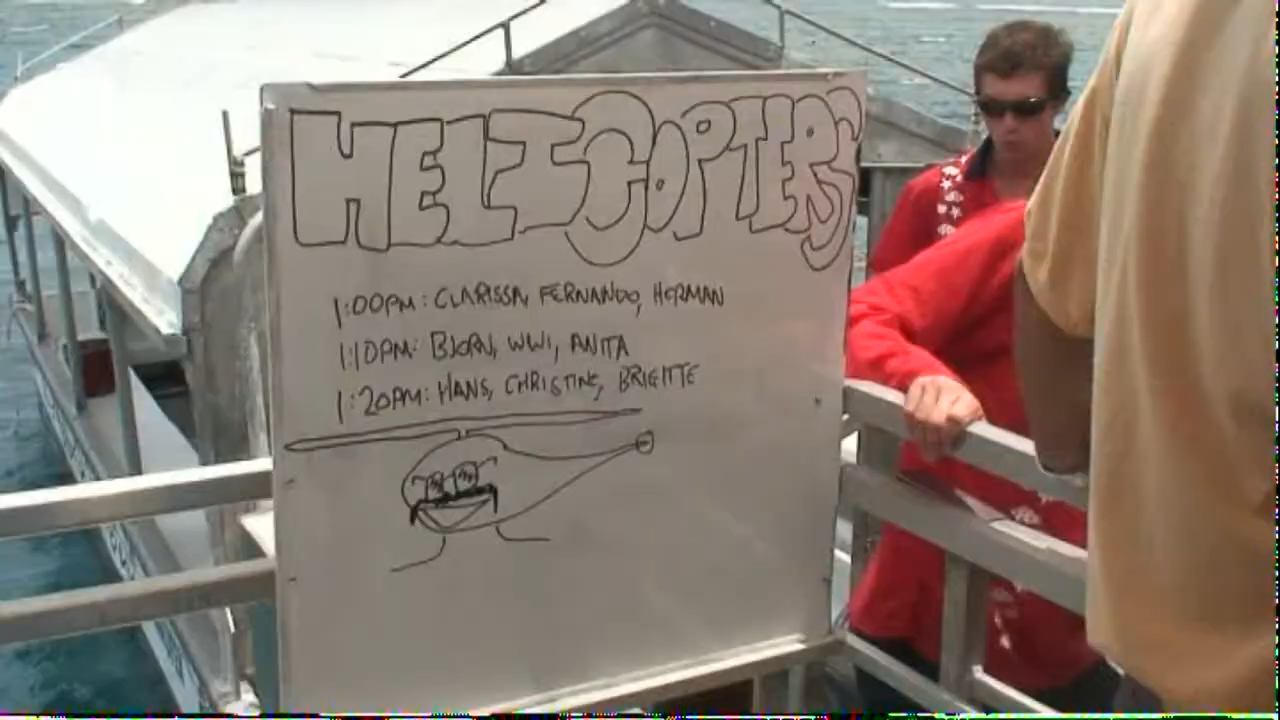 HELICOPTERS
1:00PM: CLARISSA, FERNANDO, HERMAN
1:10PM: BJORN, WWI, ANITA
1:20PM: HANS, CHRISTINE, BRIGITTE